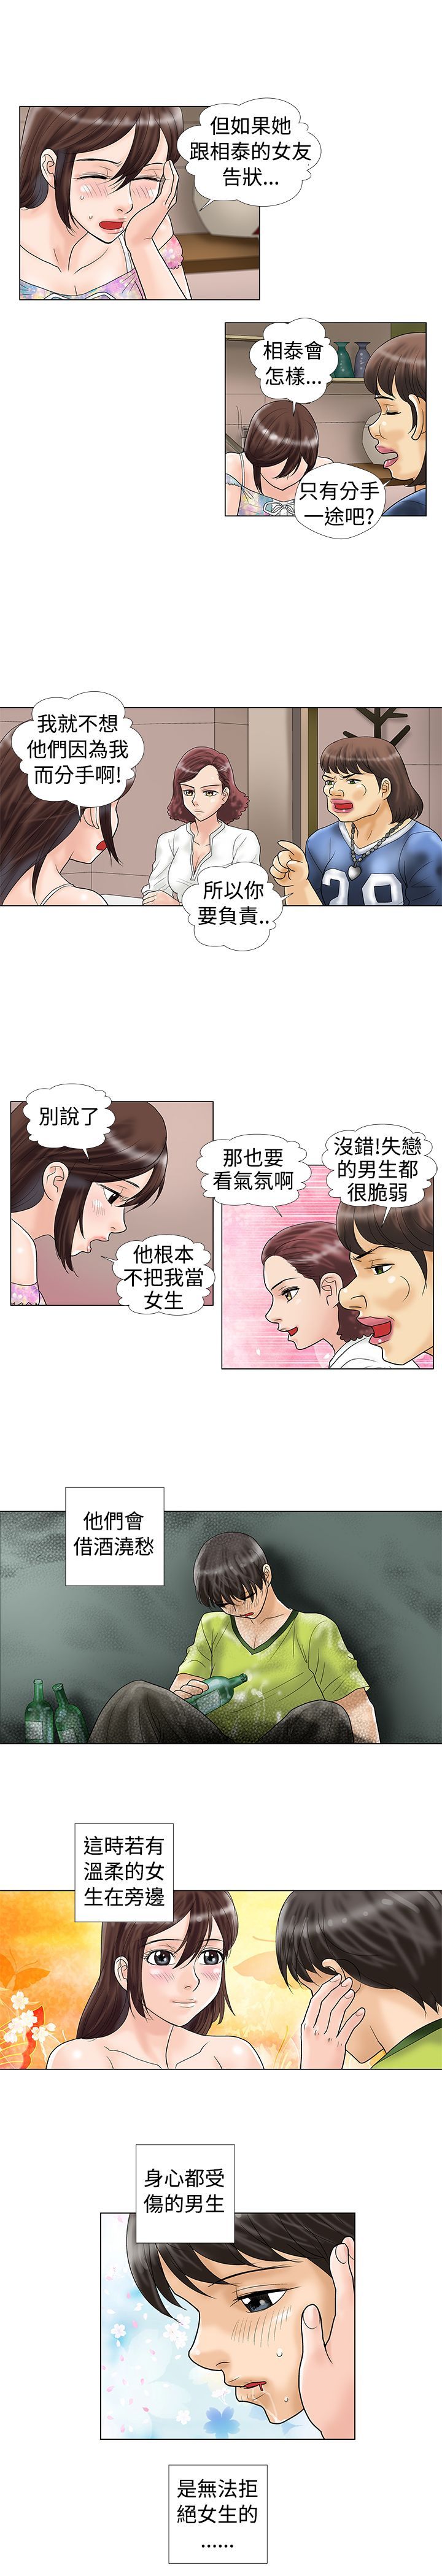 但如果她
跟相泰的女友
告狀...
相泰會
怎樣...
只有分手
一途吧?
我就不想
他們因為我
而分手啊!
所以你
要負責..
別說了
他根本
不把我當
女生
那也要
看氣氛啊
沒錯!失戀
的男生都
很脆弱
他們會
借酒澆愁
這時若有
溫柔的女
生在旁邊
身心都受
傷的男生
是無法拒
絕女生的
......